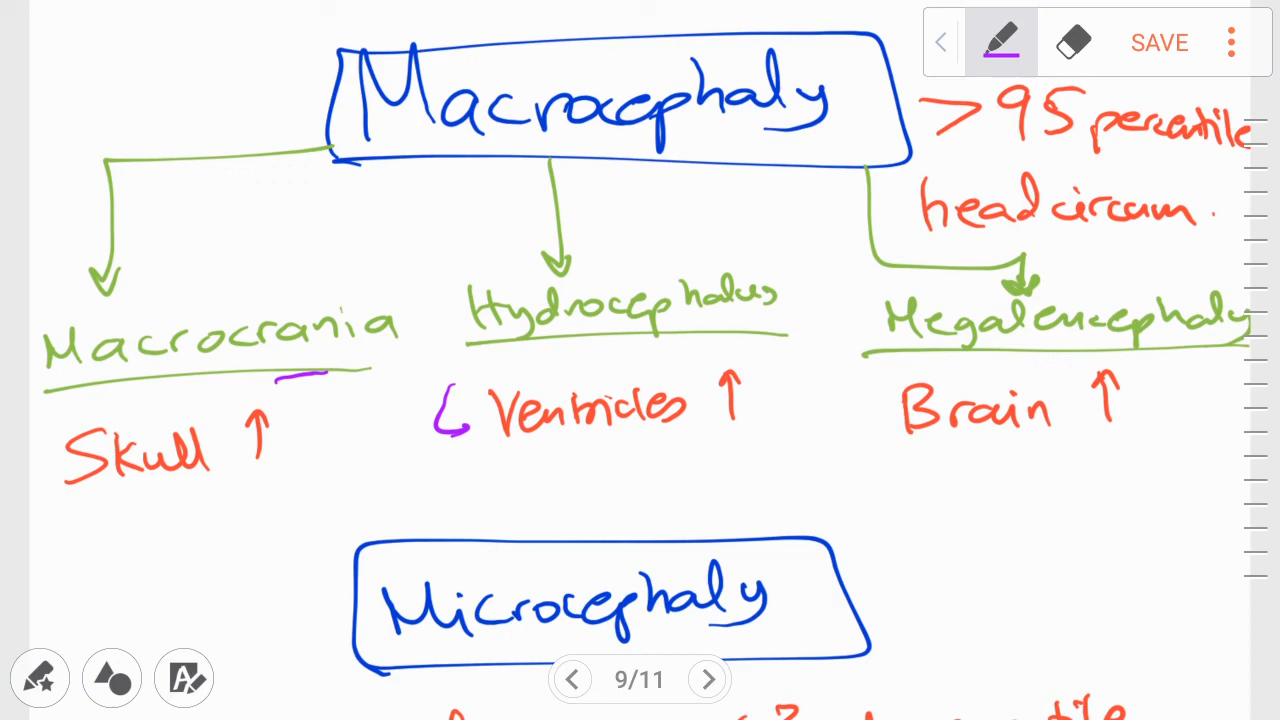 SAVE
Macrocephaly
>95 percentile
head circum.
Macrocrania
Hydrocephalus
Megalencephaly
Skull ↑
Ventricles ↑
Brain ↑
Microcephaly
9/11